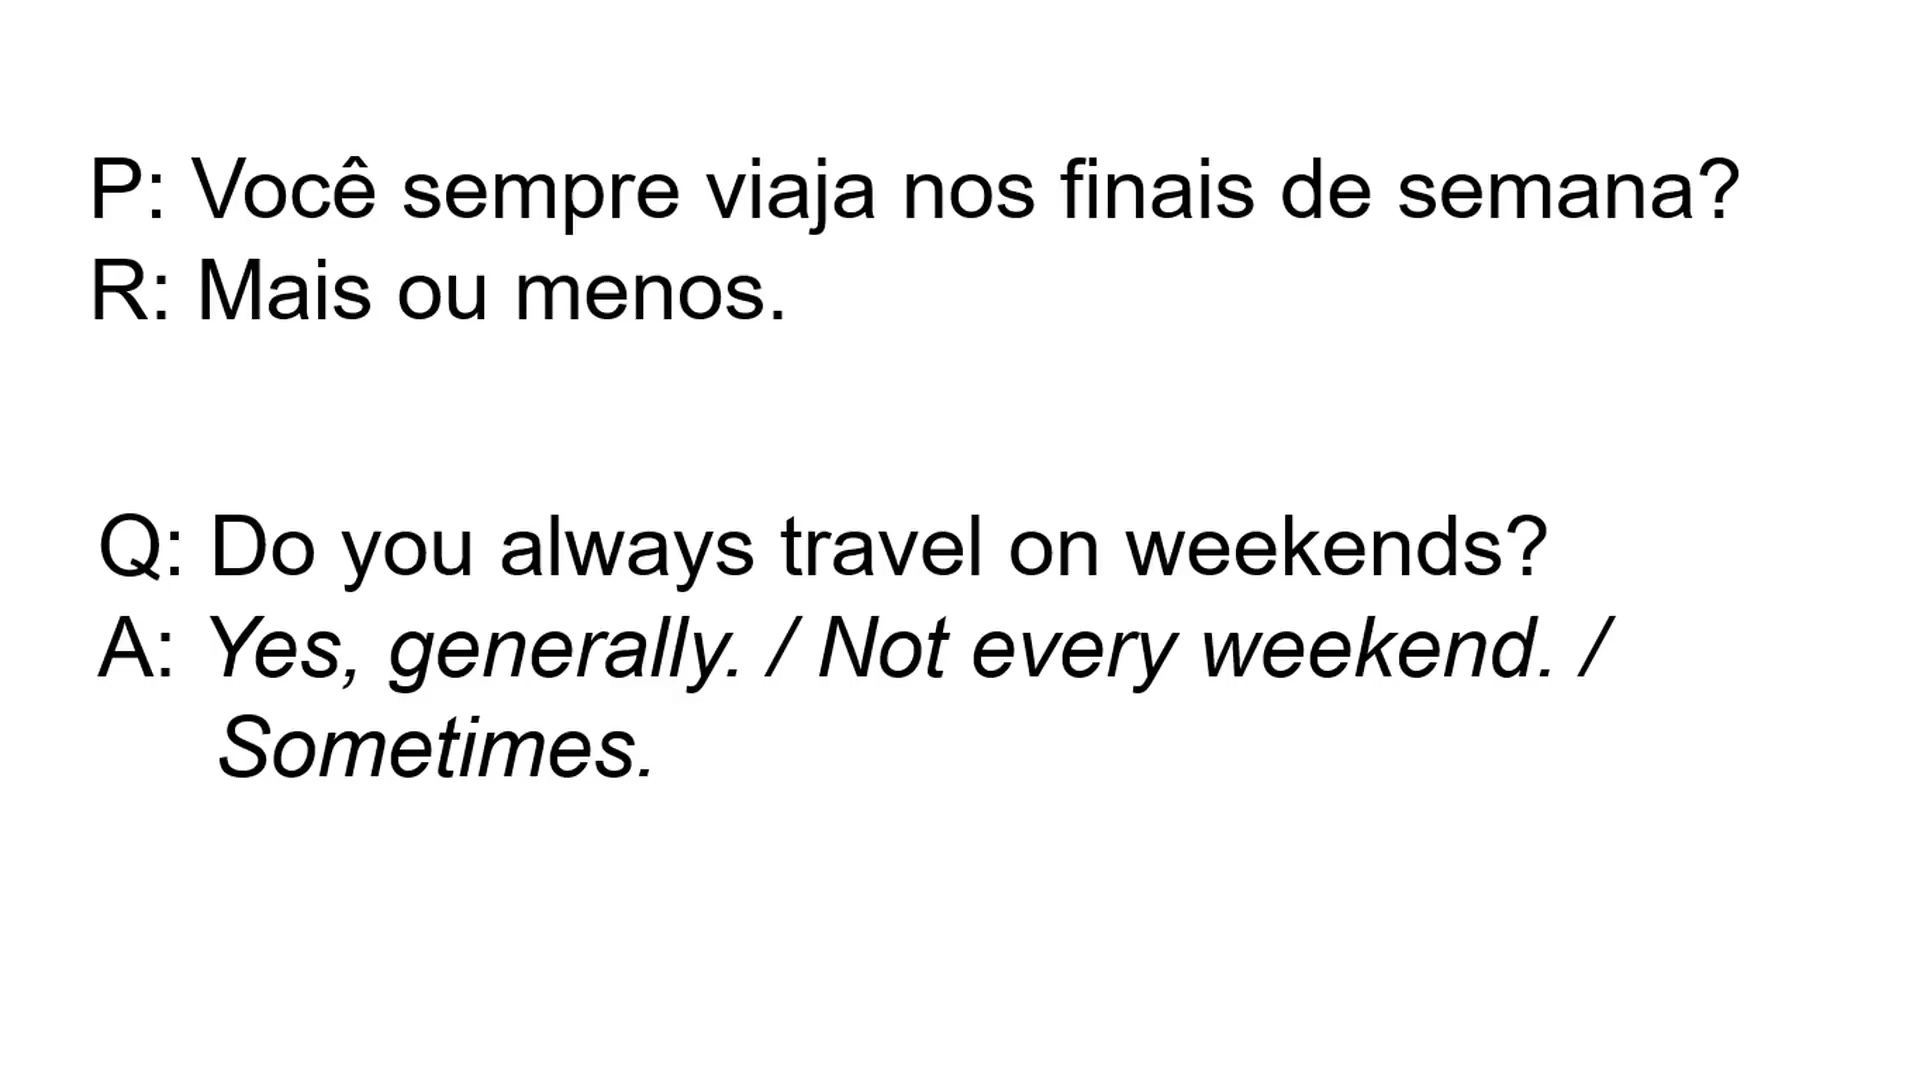 P: Você sempre viaja nos finais de semana?
R: Mais ou menos.
Q: Do you always travel on weekends?
A: Yes, generally. / Not every weekend. /
Sometimes.